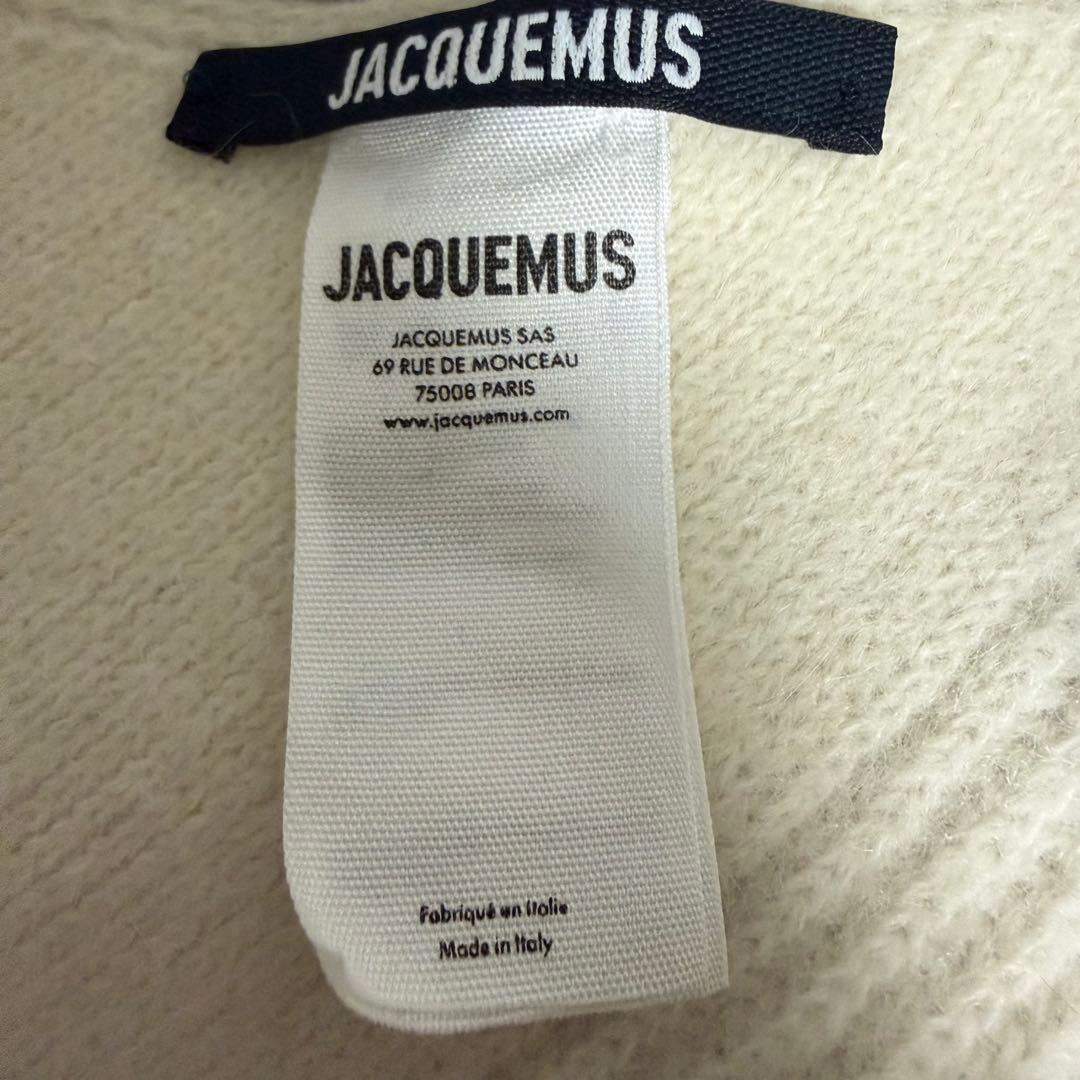 JACQUEMUS
JACQUEMUS
JACQUEMUS SAS
69 RUE DE MONCEAU
75008 PARIS
www.jacquemus.com
Fabriqué en Italie
Made in Italy